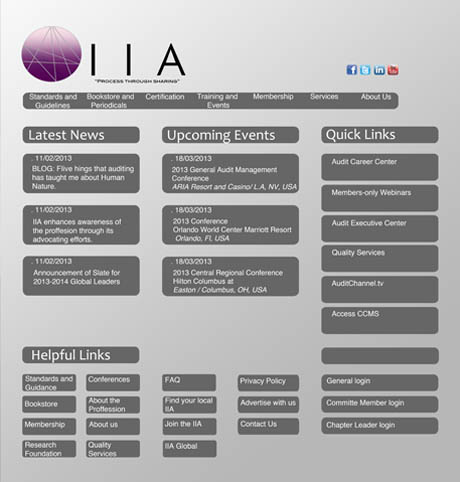 IIA
"Process through sharing"
Standards and
Guidelines
Bookstore and
Periodicals
Certification
Training and
Events
Membership
Services
About Us
Latest News
. 11/02/2013
BLOG: Flive hings that auditing
has taught me about Human
Nature.
. 11/02/2013
IIA enhances awareness of
the proffesion through its
advocating efforts.
. 11/02/2013
Announcement of Slate for
2013-2014 Global Leaders
Upcoming Events
. 18/03/2013
2013 General Audit Management
Conference
ARIA Resort and Casino/ L.A, NV, USA
. 18/03/2013
2013 Conference
Orlando World Center Marriott Resort
Orlando, Fl, USA
. 18/03/2013
2013 Central Regional Conference
Hilton Columbus at
Easton / Columbus, OH, USA
Quick Links
Audit Career Center
Members-only Webinars
Audit Executive Center
Quality Services
AuditChannel.tv
Access CCMS
Helpful Links
Standards and
Guidance
Conferences
FAQ
Privacy Policy
General login
Bookstore
About the
Proffession
Find your local
IIA
Advertise with us
Committe Member login
Membership
About us
Join the IIA
Contact Us
Chapter Leader login
Research
Foundation
Quality
Services
IIA Global